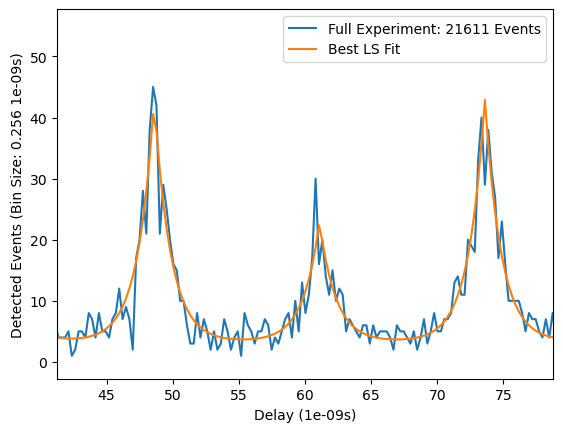 Full Experiment: 21611 Events
Best LS Fit
Detected Events (Bin Size: 0.256 1e-09s)
50
40
30
20
10
0
45 50 55 60 65 70 75
Delay (1e-09s)